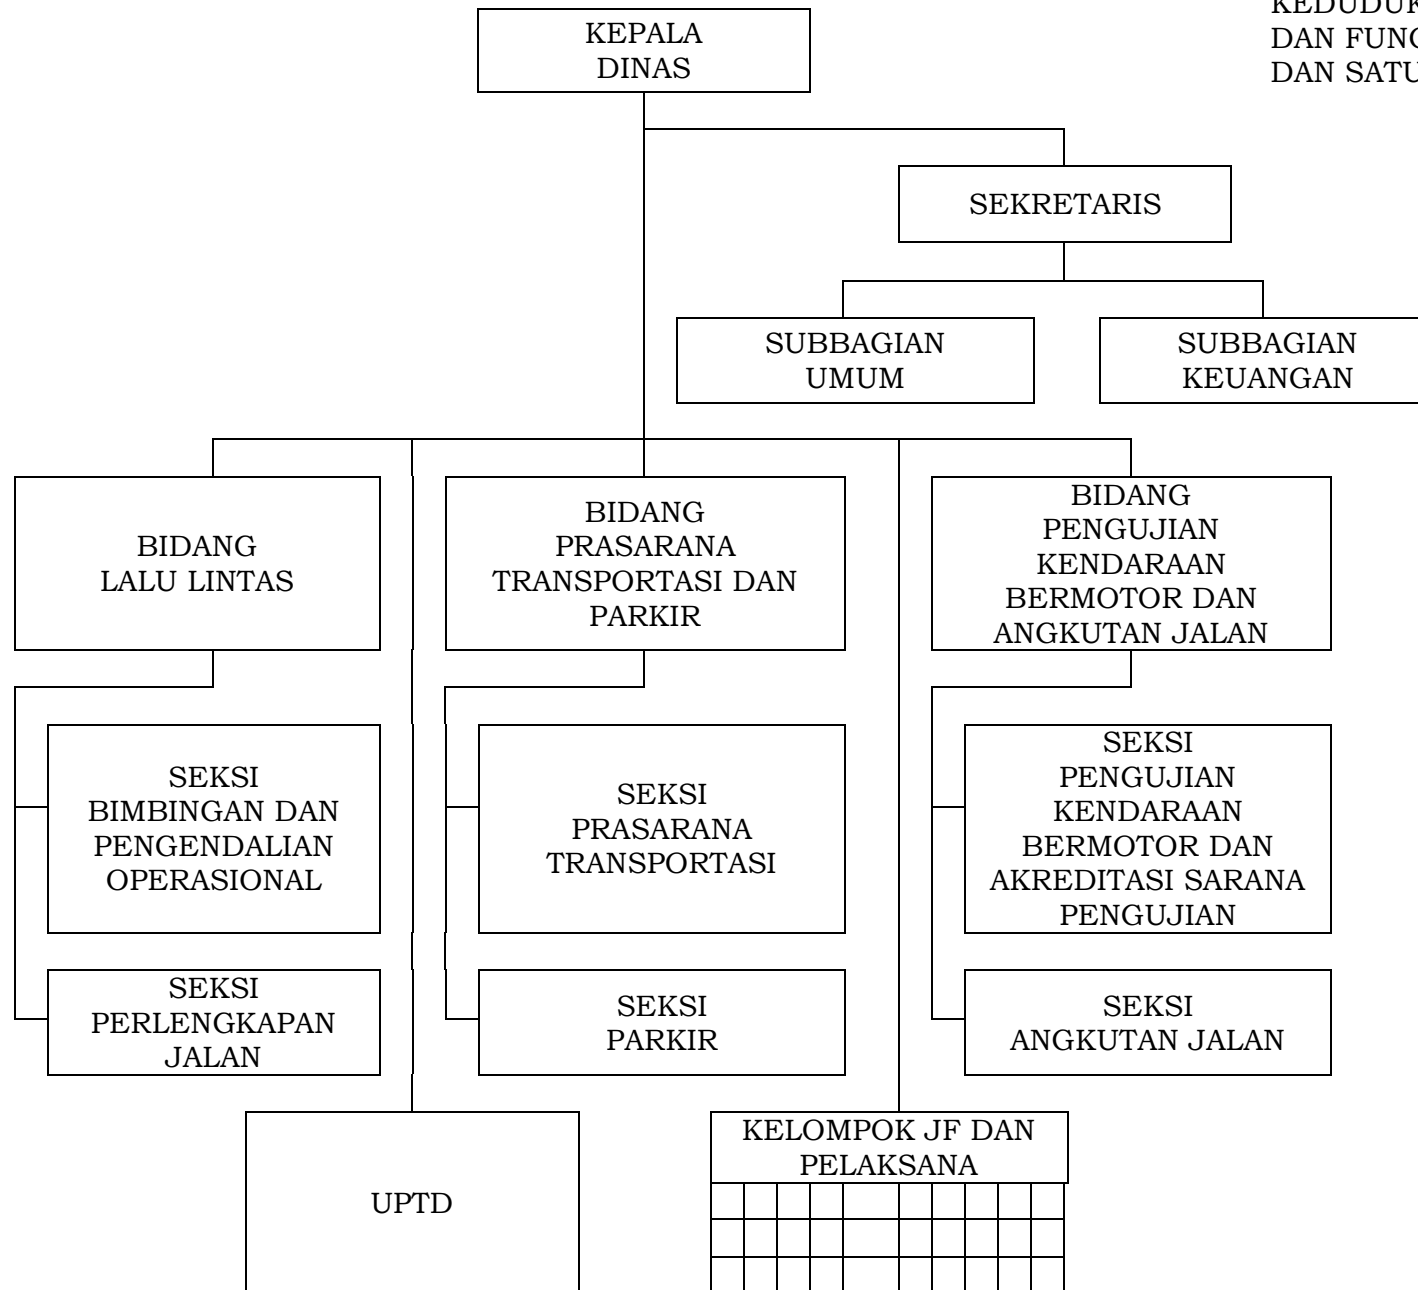 KEPALA
DINAS
DAN
DAN
SEKRETARIS
SUBBAGIAN
UMUM
SUBBAGIAN
KEUANGAN
BIDANG
LALU LINTAS
BIDANG
PRASARANA
TRANSPORTASI DAN
PARKIR
BIDANG
PENGUJIAN
KENDARAAN
BERMOTOR DAN
ANGKUTAN JALAN
SEKSI
BIMBINGAN DAN
PENGENDALIAN
OPERASIONAL
SEKSI
PRASARANA
TRANSPORTASI
SEKSI
PENGUJIAN
KENDARAAN
BERMOTOR DAN
AKREDITASI SARANA
PENGUJIAN
SEKSI
PERLENGKAPAN
JALAN
SEKSI
PARKIR
SEKSI
ANGKUTAN JALAN
UPTD
KELOMPOK JF DAN
PELAKSANA